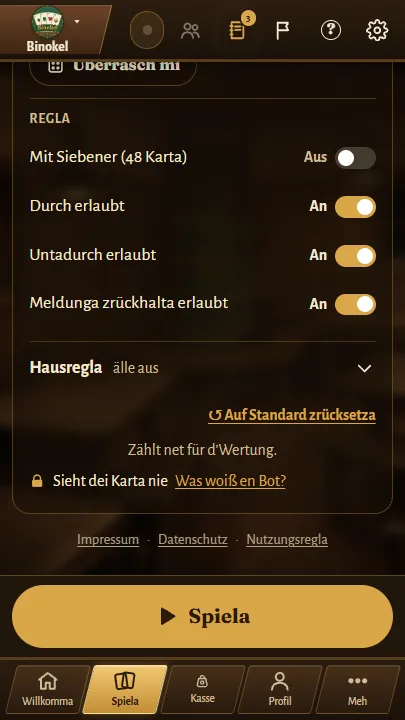 3
Binokel
Überrasch mi
REGLA
Mit Siebener (48 Karta) Aus
Durch erlaubt An
Untadurch erlaubt An
Meldunga zrückhalta erlaubt An
Hausregla älle aus
↺ Auf Standard zrücksetza
Zählt net für d'Wertung.
Sieht dei Karta nie Was woiß en Bot?
Impressum · Datenschutz · Nutzungsregla
Spiela
Willkomma Spiela Kasse Profil Meh